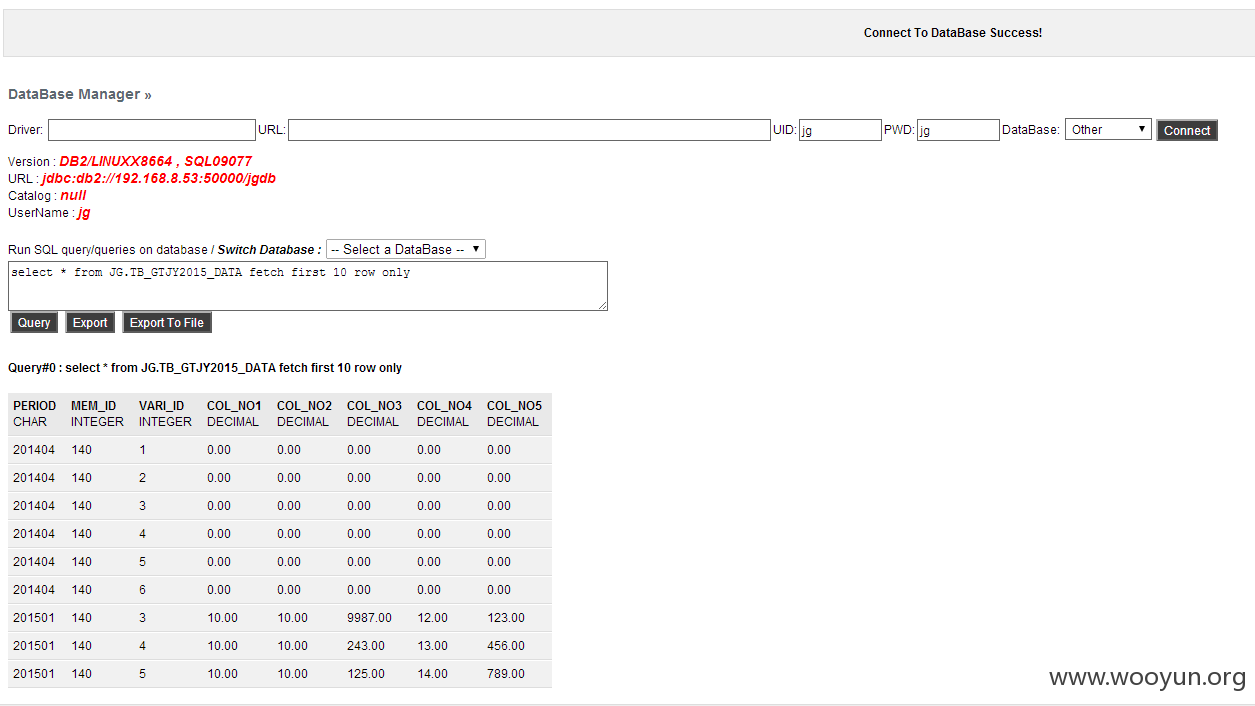 Connect To DataBase Success!
DataBase Manager »
Driver: URL: UID: jg PWD: jg DataBase: Other Connect
Version : DB2/LINUXX8664 , SQL09077
URL : jdbc:db2://192.168.8.53:50000/jgdb
Catalog : null
UserName : jg
Run SQL query/queries on database / Switch Database : -- Select a DataBase --
select * from JG.TB_GTJY2015_DATA fetch first 10 row only
Query Export Export To File
Query#0 : select * from JG.TB_GTJY2015_DATA fetch first 10 row only
PERIOD MEM_ID VARI_ID COL_NO1 COL_NO2 COL_NO3 COL_NO4 COL_NO5
CHAR INTEGER INTEGER DECIMAL DECIMAL DECIMAL DECIMAL DECIMAL
201404 140 1 0.00 0.00 0.00 0.00 0.00
201404 140 2 0.00 0.00 0.00 0.00 0.00
201404 140 3 0.00 0.00 0.00 0.00 0.00
201404 140 4 0.00 0.00 0.00 0.00 0.00
201404 140 5 0.00 0.00 0.00 0.00 0.00
201404 140 6 0.00 0.00 0.00 0.00 0.00
201501 140 3 10.00 10.00 9987.00 12.00 123.00
201501 140 4 10.00 10.00 243.00 13.00 456.00
201501 140 5 10.00 10.00 125.00 14.00 789.00
www.wooyun.org